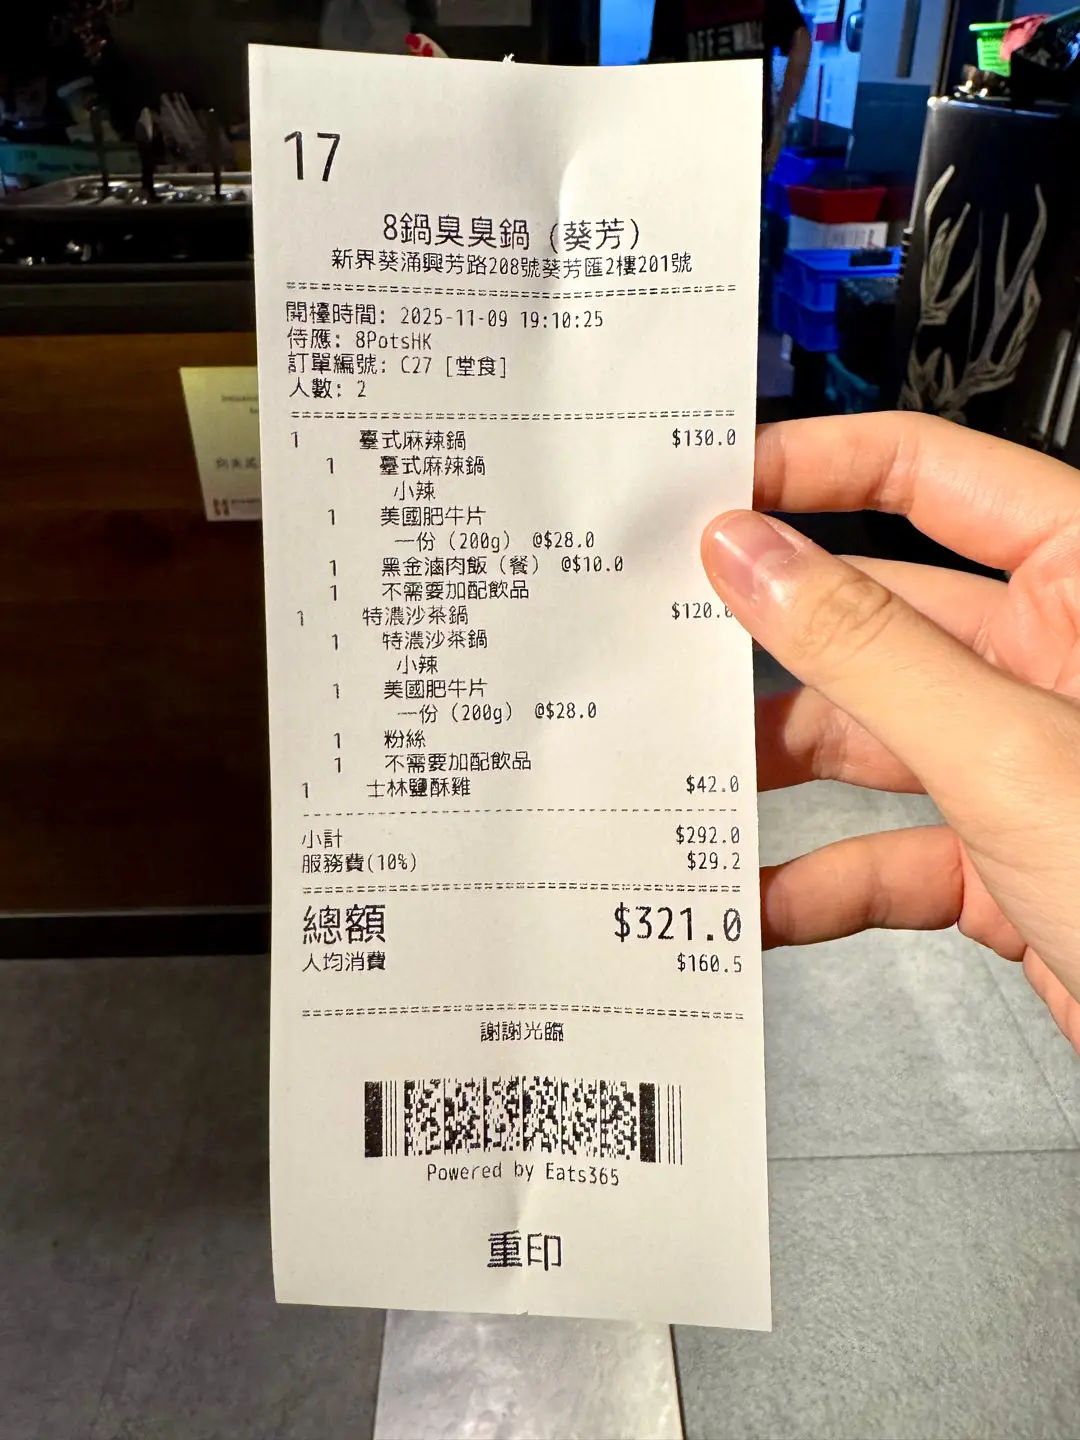 17
8鍋臭臭鍋 (葵芳)
新界葵涌興芳路208號葵芳匯2樓201號
開檯時間: 2025-11-09 19:10:25
侍應: 8PotsHK
訂單編號: C27 [堂食]
人數: 2
1 臺式麻辣鍋 $130.0
1 臺式麻辣鍋
小辣
1 美國肥牛片
一份 (200g) @$28.0
1 黑金滷肉飯 (餐) @$10.0
1 不需要加配飲品
1 特濃沙茶鍋 $120.0
1 特濃沙茶鍋
小辣
1 美國肥牛片
一份 (200g) @$28.0
1 粉絲
1 不需要加配飲品
1 士林鹽酥雞 $42.0
小計 $292.0
服務費(10%) $29.2
總額 $321.0
人均消費 $160.5
謝謝光臨
Powered by Eats365
重印